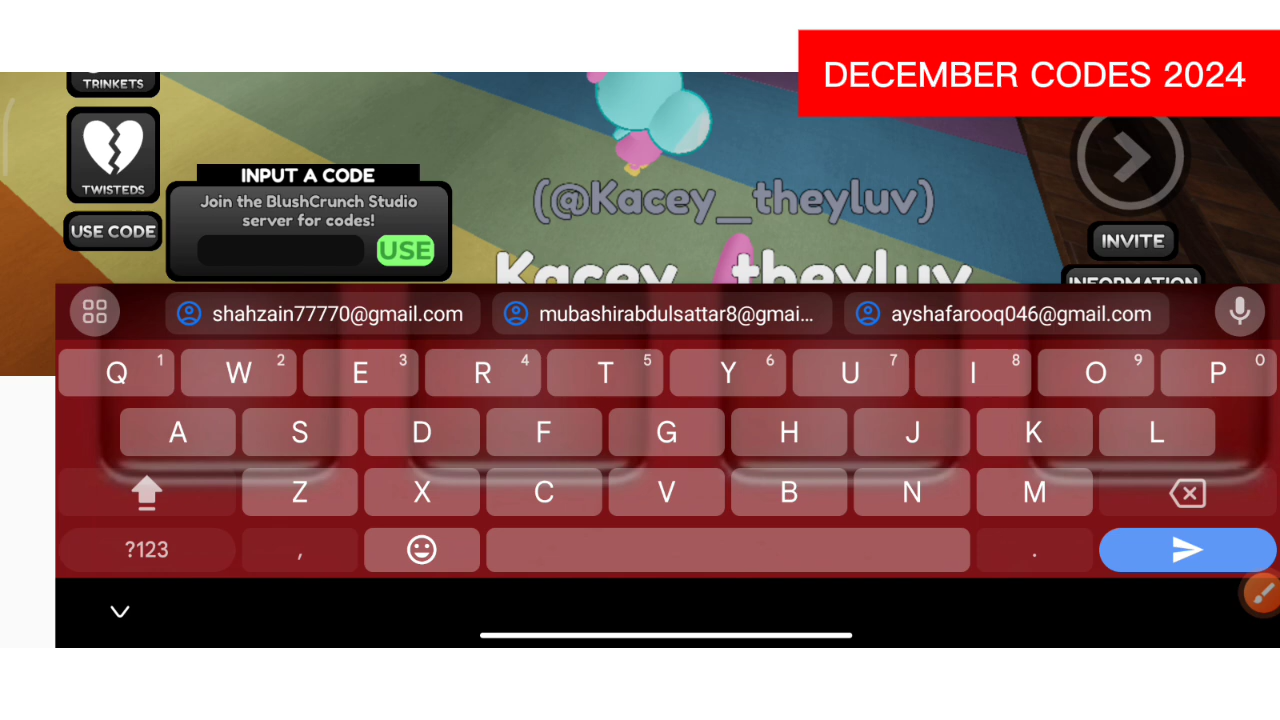 DECEMBER CODES 2024
TRINKETS
TWISTEDS
USE CODE
INPUT A CODE
Join the BlushCrunch Studio
server for codes!
USE
(@Kacey_theyluv)
Kacey_theyluv
INVITE
INFORMATION
shahzain77770@gmail.com
mubashirabdulsattar8@gmai...
ayshafarooq046@gmail.com
Q 1 W 2 E 3 R 4 T 5 Y 6 U 7 I 8 O 9 P 0
A S D F G H J K L
Z X C V B N M
?123 , .